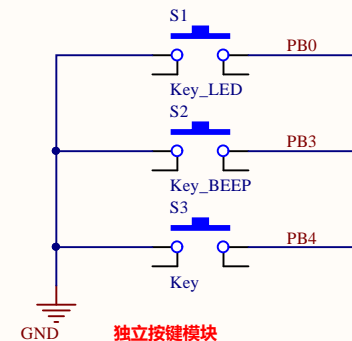 S1
PB0
Key_LED
S2
PB3
Key_BEEP
S3
PB4
Key
GND
独立按键模块